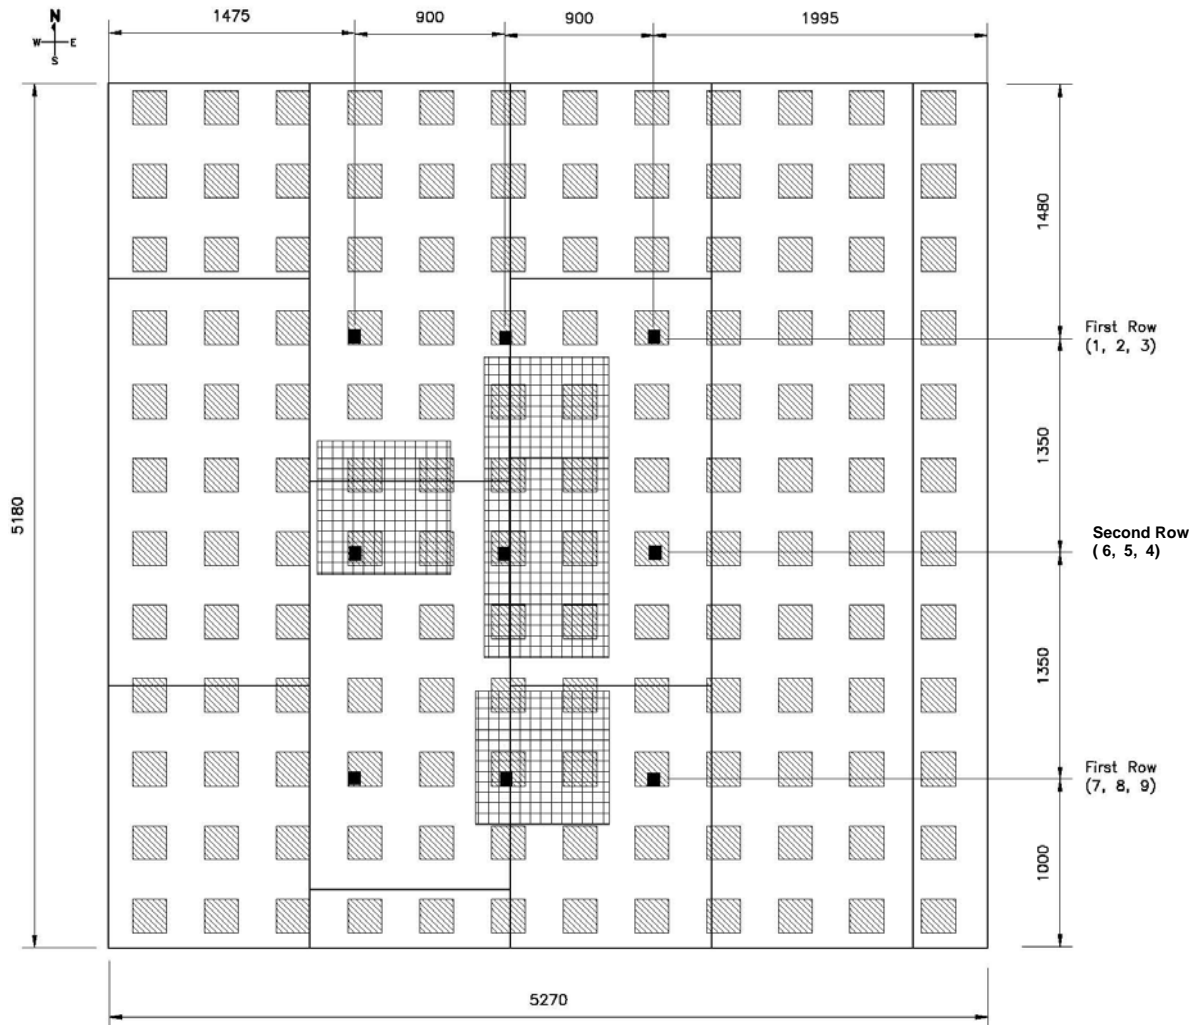 1475
900
900
1995
N
W
E
S
1480
First Row
(1, 2, 3)
1350
5180
Second Row
( 6, 5, 4)
1350
First Row
(7, 8, 9)
1000
5270